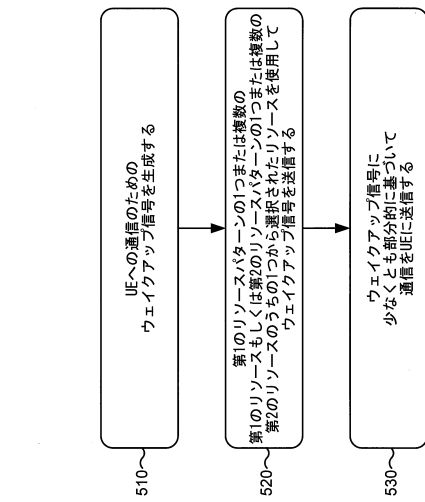 510
UEへの通信のための
ウェイクアップ信号を生成する
520
第1のリソースパターンの1つまたは複数の
第1のリソースもしくは第2のリソースパターンの1つまたは複数の
第2のリソースのうちの1つから選択されたリソースを使用して
ウェイクアップ信号を送信する
530
ウェイクアップ信号に
少なくとも部分的に基づいて
通信をUEに送信する